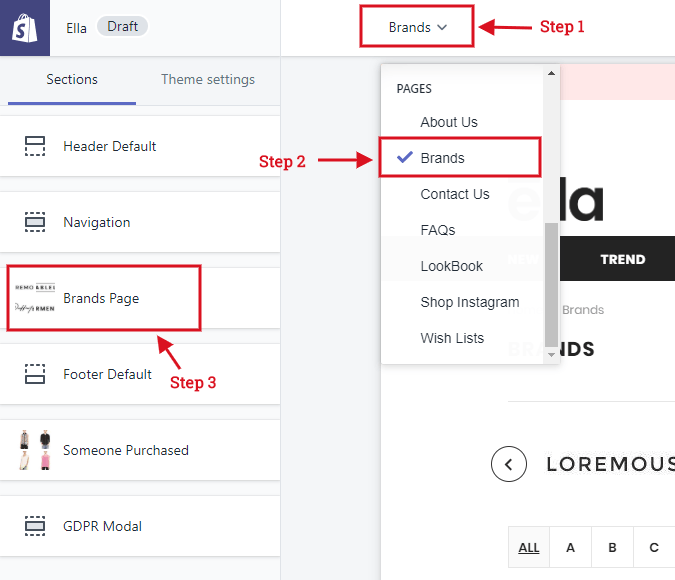 Ella Draft
Brands
Step 1
Sections
Theme settings
PAGES
About Us
Brands
Contact Us
FAQs
LookBook
Shop Instagram
Wish Lists
Step 2
Header Default
Navigation
Brands Page
Step 3
Footer Default
Someone Purchased
GDPR Modal
ella
NEW
TREND
Brands
BRANDS
LOREMOUS
ALL A B C